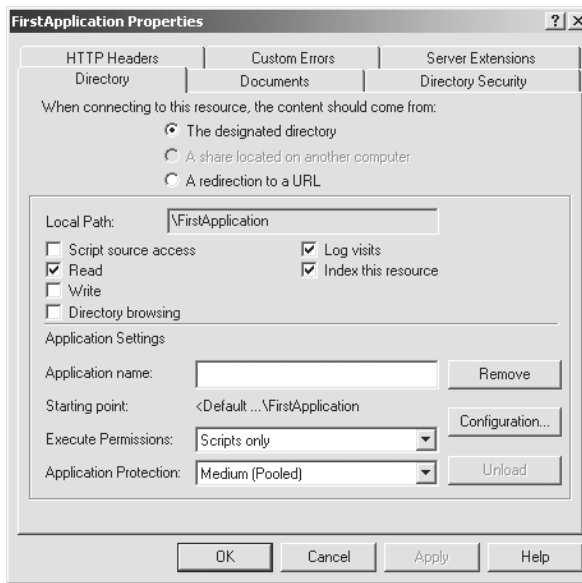 FirstApplication Properties
HTTP Headers Custom Errors Server Extensions
Directory Documents Directory Security
When connecting to this resource, the content should come from:
The designated directory
A share located on another computer
A redirection to a URL
Local Path: \FirstApplication
Script source access Log visits
Read Index this resource
Write
Directory browsing
Application Settings
Application name: Remove
Starting point: <Default ...\FirstApplication
Configuration...
Execute Permissions: Scripts only
Application Protection: Medium (Pooled) Unload
OK Cancel Apply Help